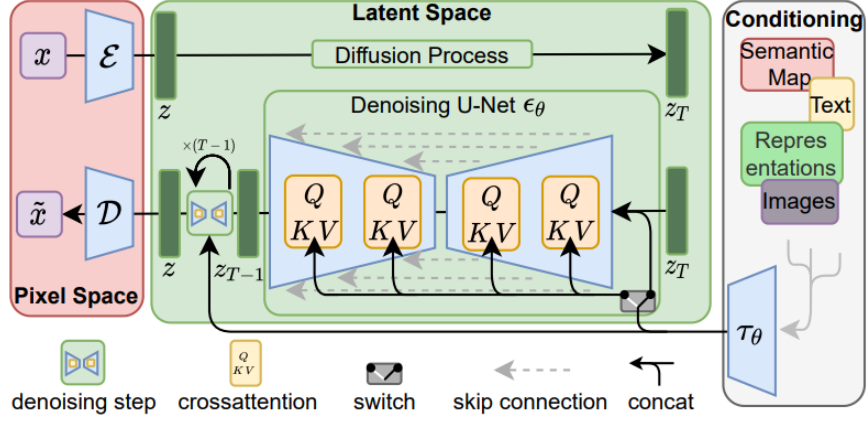 Latent Space
Conditioning
x
ℰ
Diffusion Process
Semantic
Map
z
z_T
Text
Denoising U-Net ϵ_θ
×(T−1)
Repres
entations
Q
Q
Q
Q
x̃
𝒟
KV
KV
KV
KV
Images
z
z_{T−1}
z_T
Pixel Space
τ_θ
Q
KV
denoising step
crossattention
switch
skip connection
concat